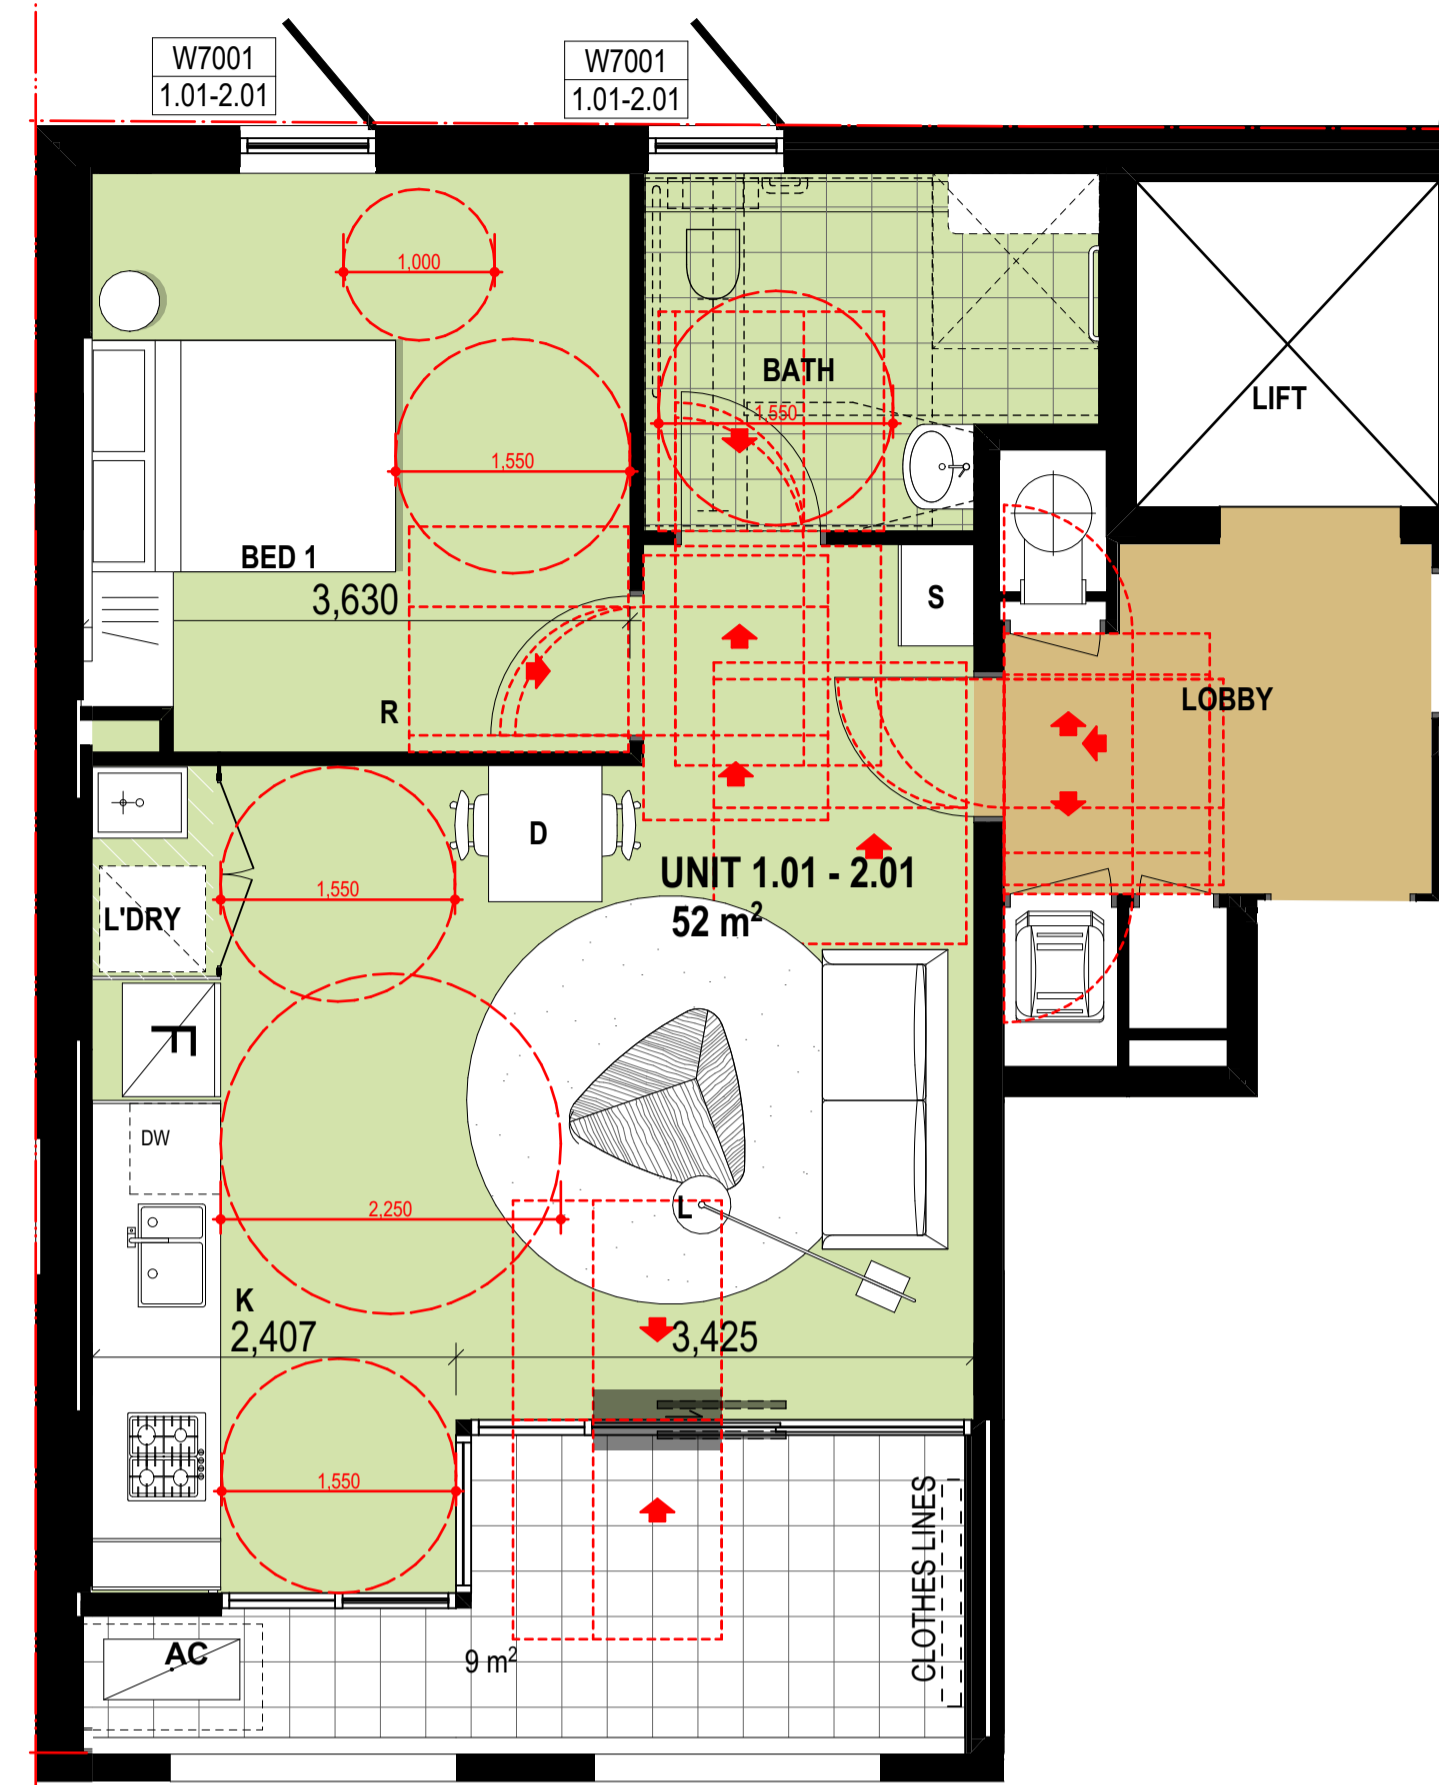 W7001
1.01-2.01
W7001
1.01-2.01
1,000
BATH
1,550
LIFT
1,550
BED 1
3,630
S
R
LOBBY
D
UNIT 1.01 - 2.01
52 m²
1,550
L'DRY
F
DW
L
2,250
K
2,407
3,425
1,550
CLOTHES LINES
AC
9 m²